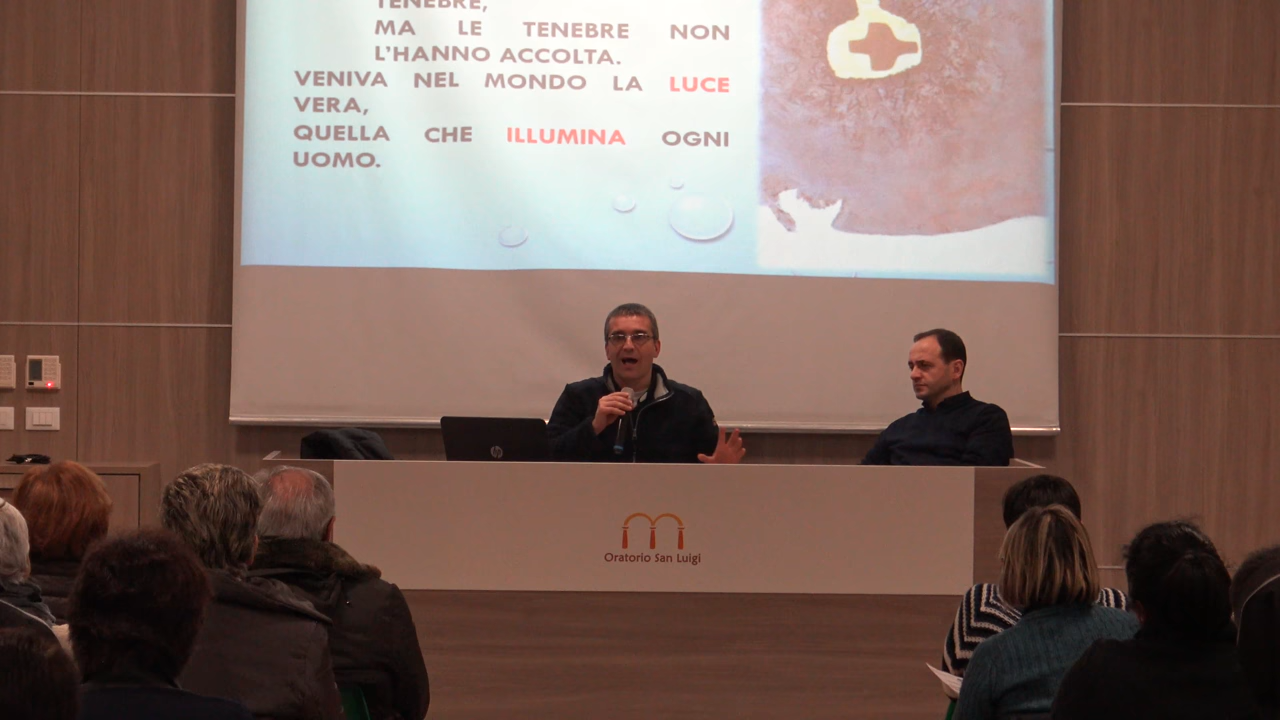 TENEBRE,
MA LE TENEBRE NON
L'HANNO ACCOLTA.
VENIVA NEL MONDO LA LUCE
VERA,
QUELLA CHE ILLUMINA OGNI
UOMO.
hp
Oratorio San Luigi